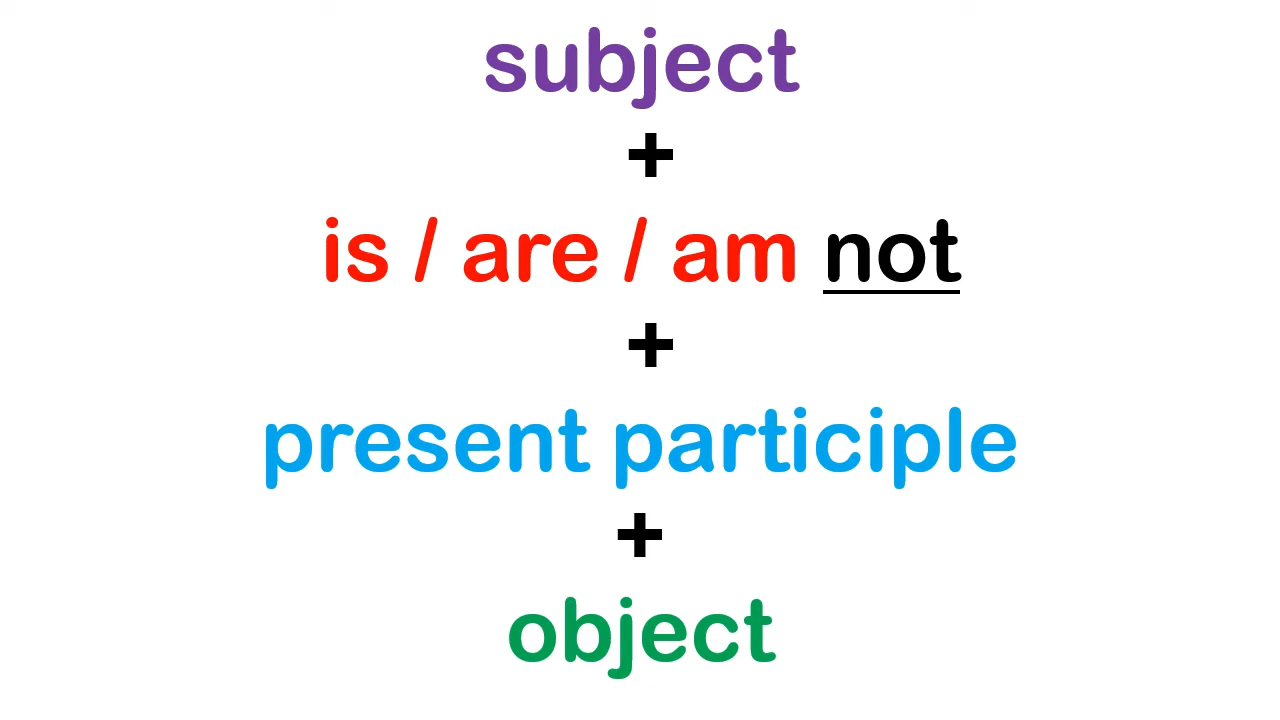 subject
+
is / are / am not
+
present participle
+
object